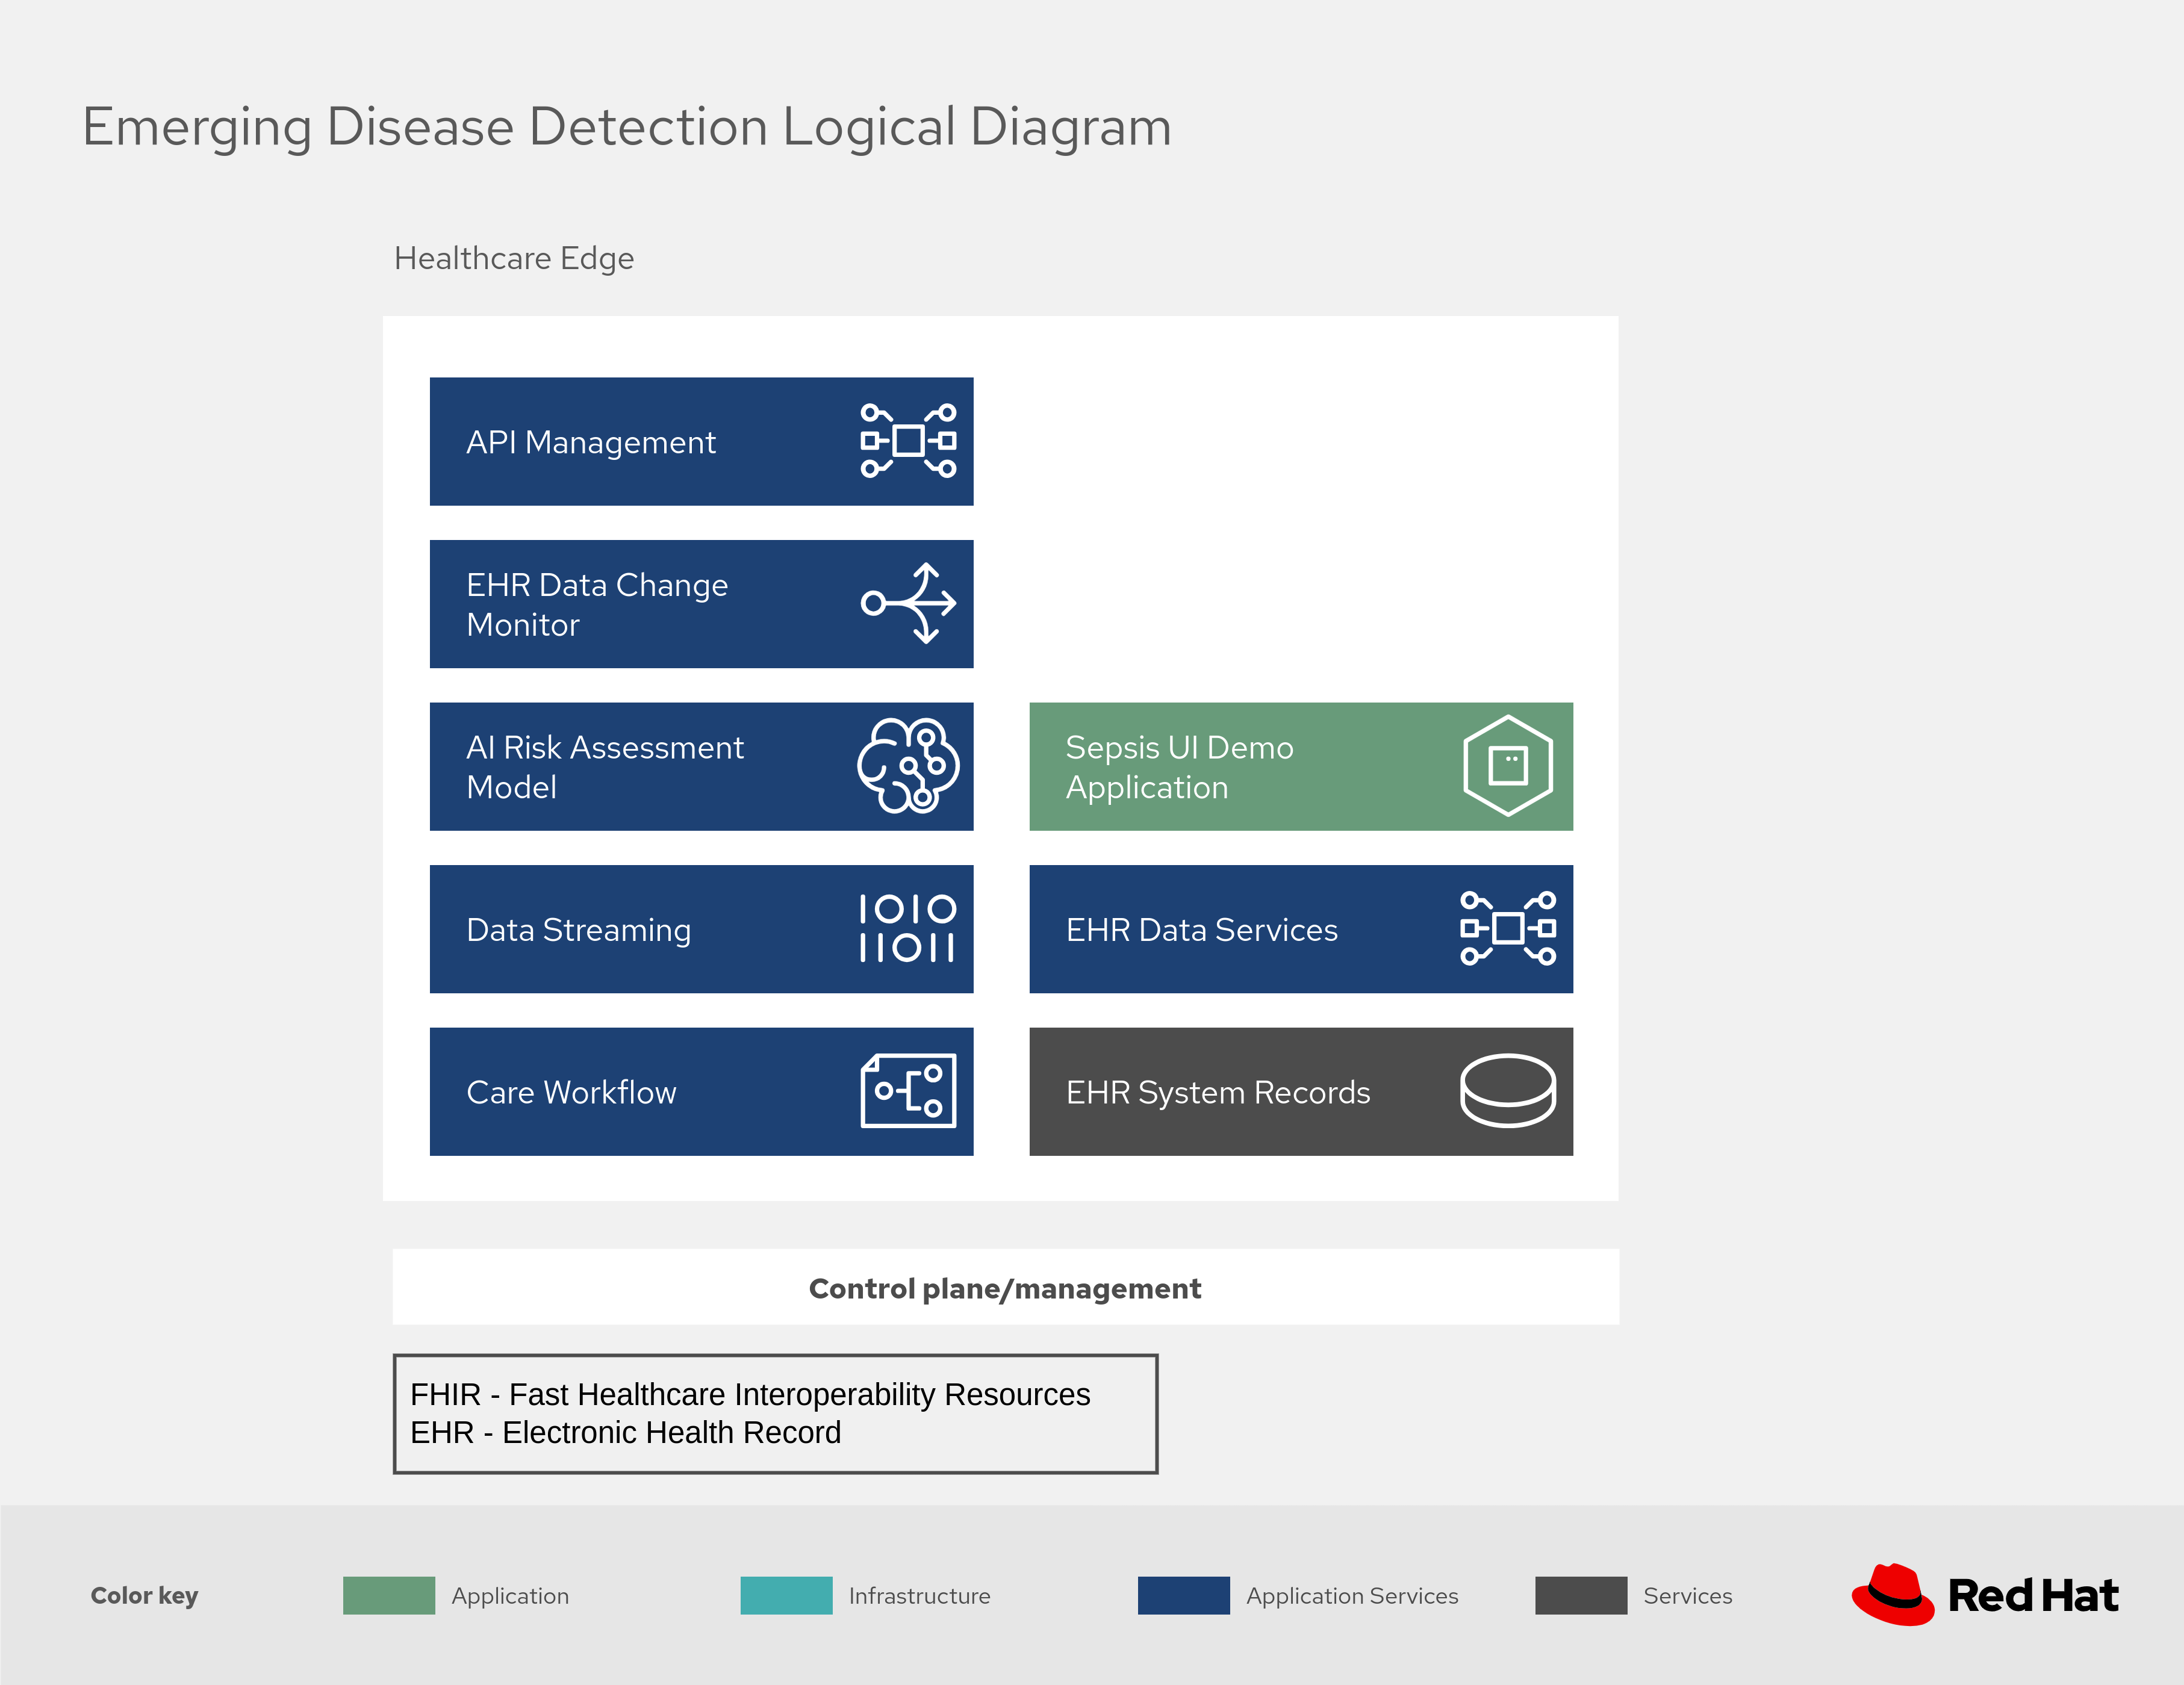 Emerging Disease Detection Logical Diagram
Healthcare Edge
API Management
EHR Data Change
Monitor
AI Risk Assessment
Model
Sepsis UI Demo
Application
Data Streaming
EHR Data Services
Care Workflow
EHR System Records
Control plane/management
FHIR - Fast Healthcare Interoperability Resources
EHR - Electronic Health Record
Color key
Application
Infrastructure
Application Services
Services
Red Hat